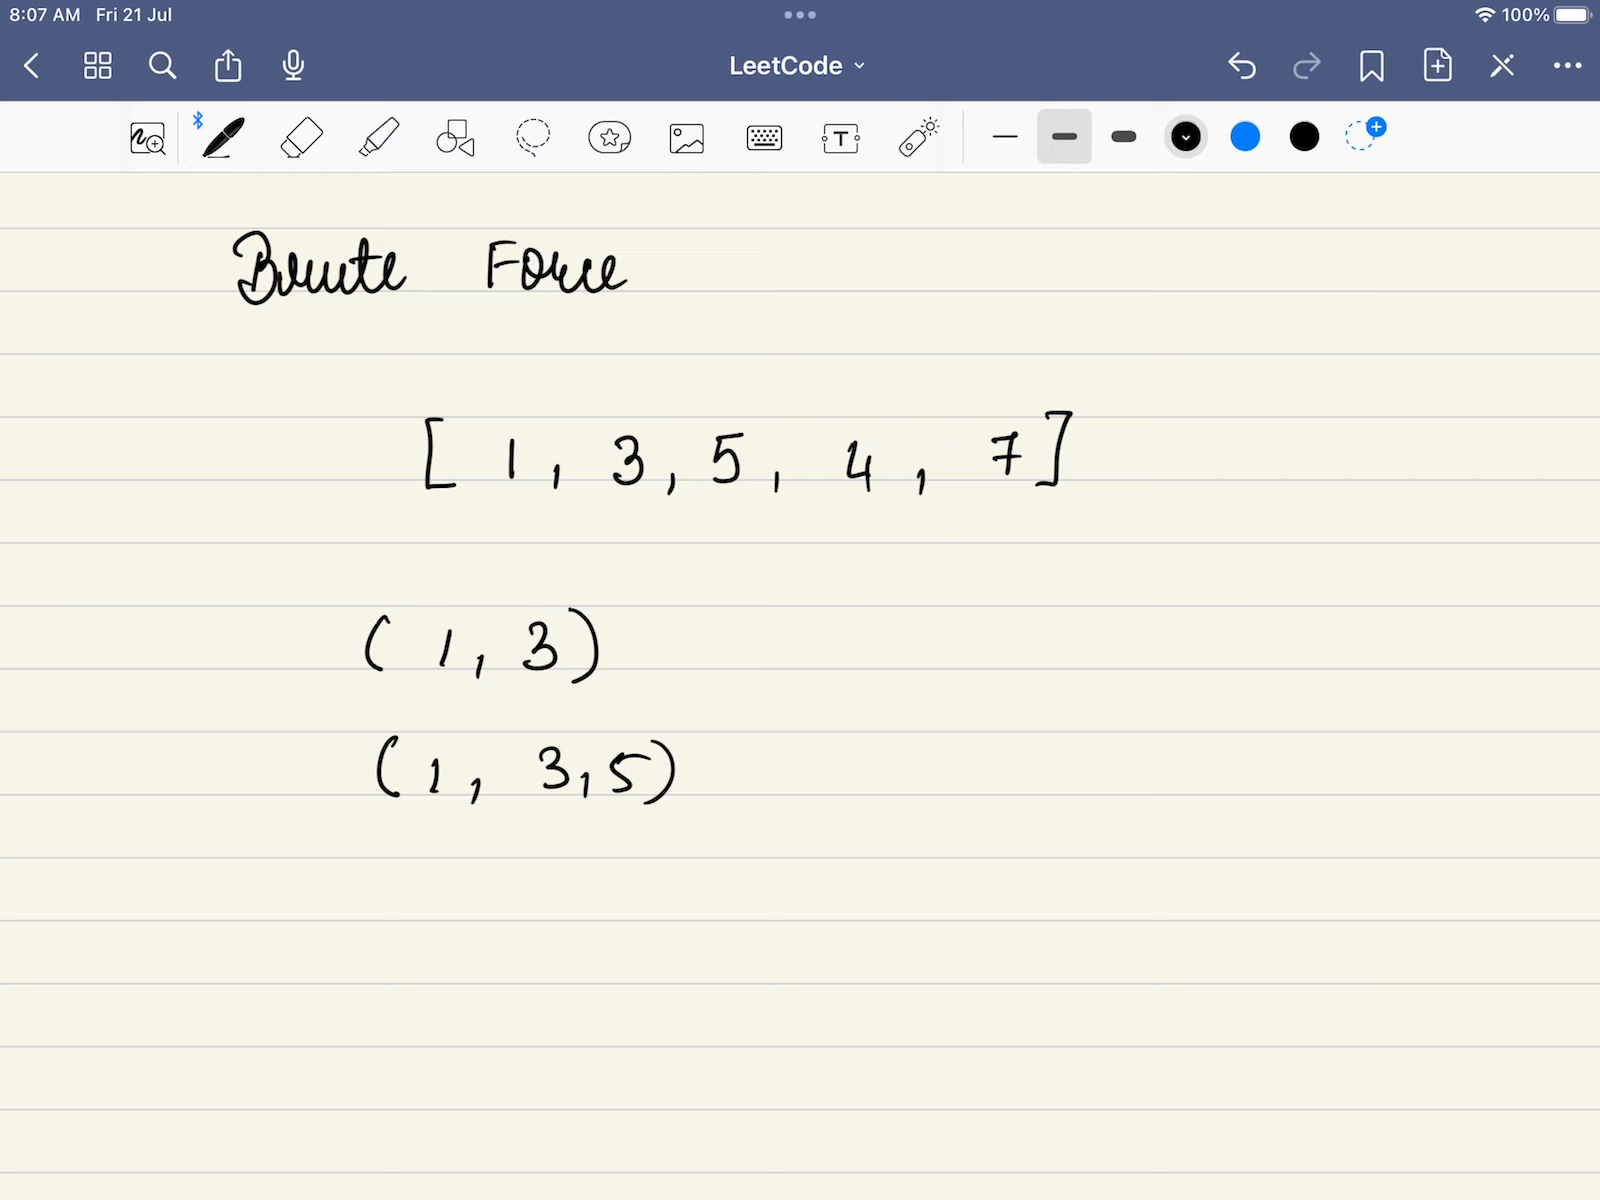 8:07 AM Fri 21 Jul 100%
LeetCode
T
Brute Force
[ 1 , 3 , 5 , 4 , 7 ]
( 1 , 3 )
( 1 , 3 , 5 )